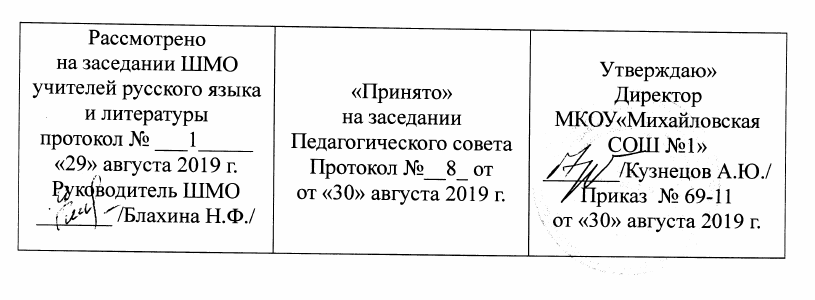 Рассмотрено
на заседании ШМО
учителей русского языка
и литературы
протокол № ___1_____
«29» августа 2019 г.
Руководитель ШМО
_________ /Блахина Н.Ф./
«Принято»
на заседании
Педагогического совета
Протокол №__8_ от
от «30» августа 2019 г.
Утверждаю»
Директор
МКОУ«Михайловская
СОШ №1»
_________/Кузнецов А.Ю./
Приказ № 69-11
от «30» августа 2019 г.